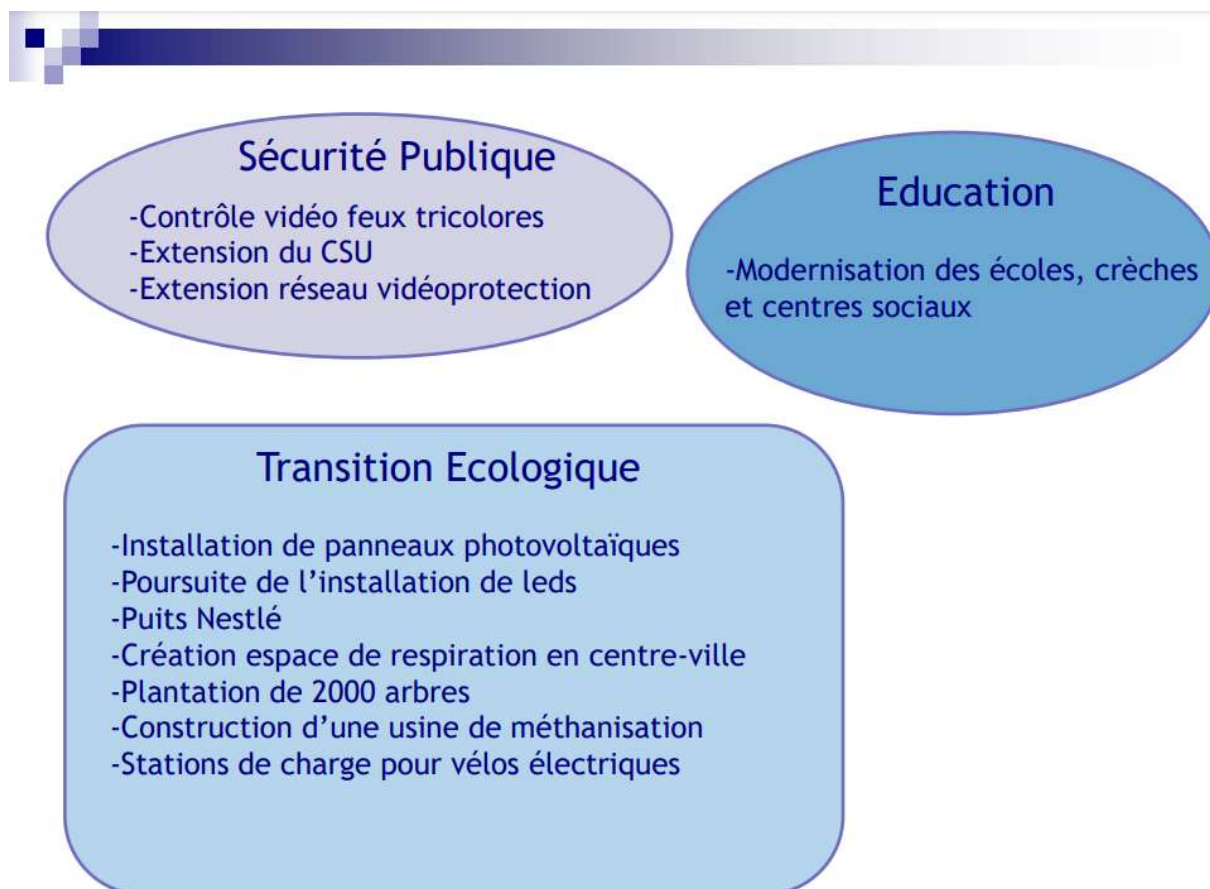 Sécurité Publique
-Contrôle vidéo feux tricolores
-Extension du CSU
-Extension réseau vidéoprotection
Education
-Modernisation des écoles, crèches
et centres sociaux
Transition Ecologique
-Installation de panneaux photovoltaïques
-Poursuite de l’installation de leds
-Puits Nestlé
-Création espace de respiration en centre-ville
-Plantation de 2000 arbres
-Construction d’une usine de méthanisation
-Stations de charge pour vélos électriques